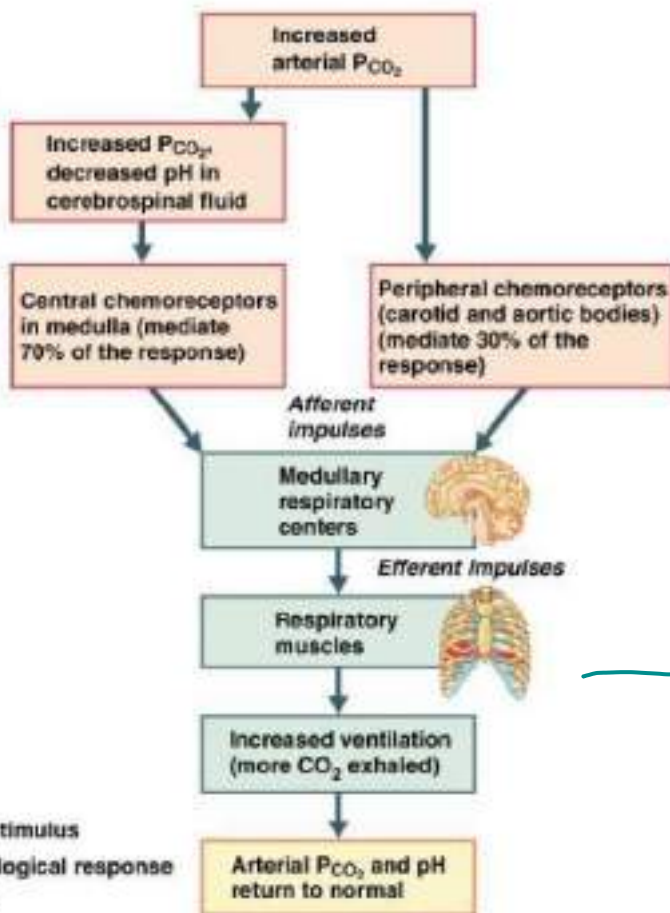 Increased
arterial PCO₂
Increased PCO₂,
decreased pH in
cerebrospinal fluid
Central chemoreceptors
in medulla (mediate
70% of the response)
Peripheral chemoreceptors
(carotid and aortic bodies)
(mediate 30% of the
response)
Afferent
impulses
Medullary
respiratory
centers
Efferent impulses
Respiratory
muscles
Increased ventilation
(more CO₂ exhaled)
timulus
logical response
Arterial PCO₂ and pH
return to normal